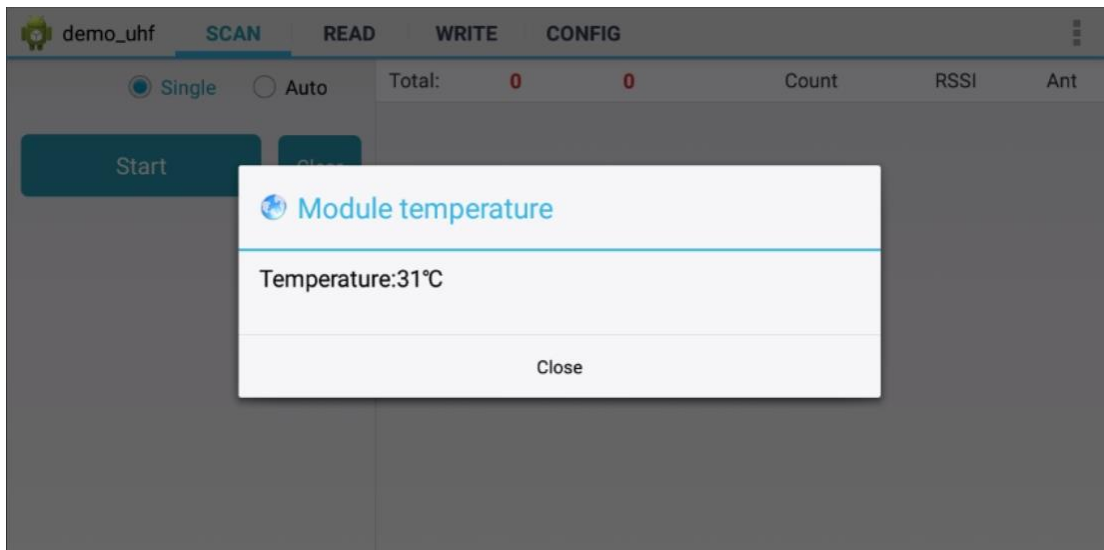 demo_uhf SCAN READ WRITE CONFIG
Single Auto Total: 0 0 Count RSSI Ant
Start
Module temperature
Temperature:31℃
Close